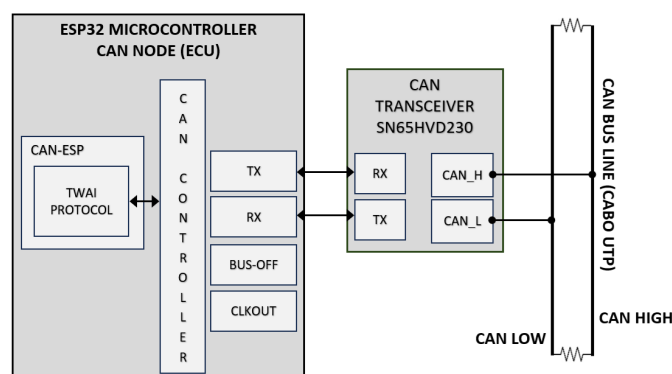 ESP32 MICROCONTROLLER
CAN NODE (ECU)
CAN-ESP
TWAI
PROTOCOL
C
A
N
C
O
N
T
R
O
L
L
E
R
TX
RX
BUS-OFF
CLKOUT
CAN
TRANSCEIVER
SN65HVD230
RX
CAN_H
TX
CAN_L
CAN BUS LINE (CABO UTP)
CAN HIGH
CAN LOW